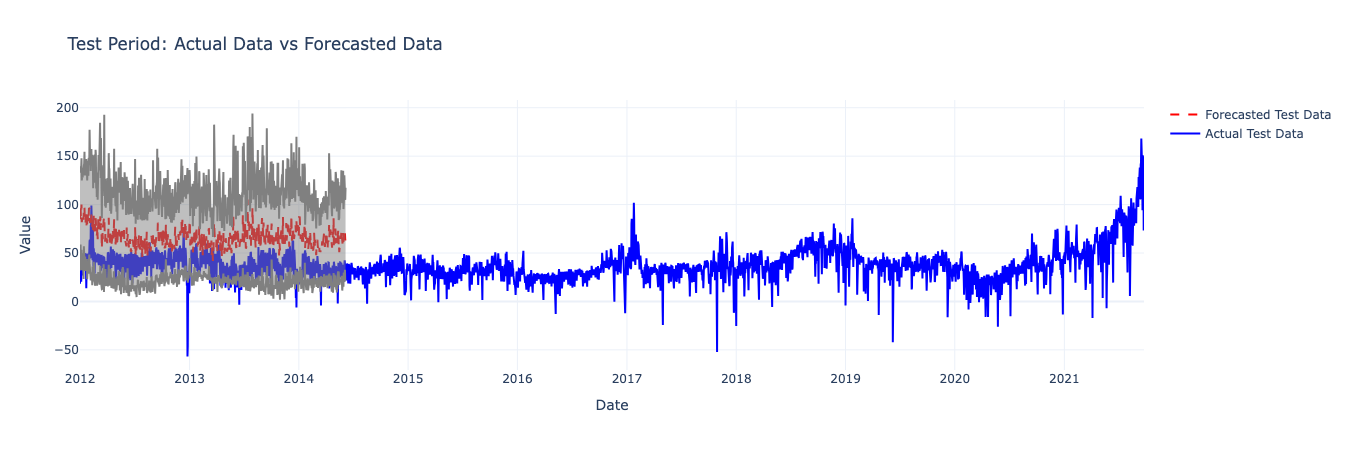 Test Period: Actual Data vs Forecasted Data
Forecasted Test Data
Actual Test Data
Value
200
150
100
50
0
−50
2012 2013 2014 2015 2016 2017 2018 2019 2020 2021
Date